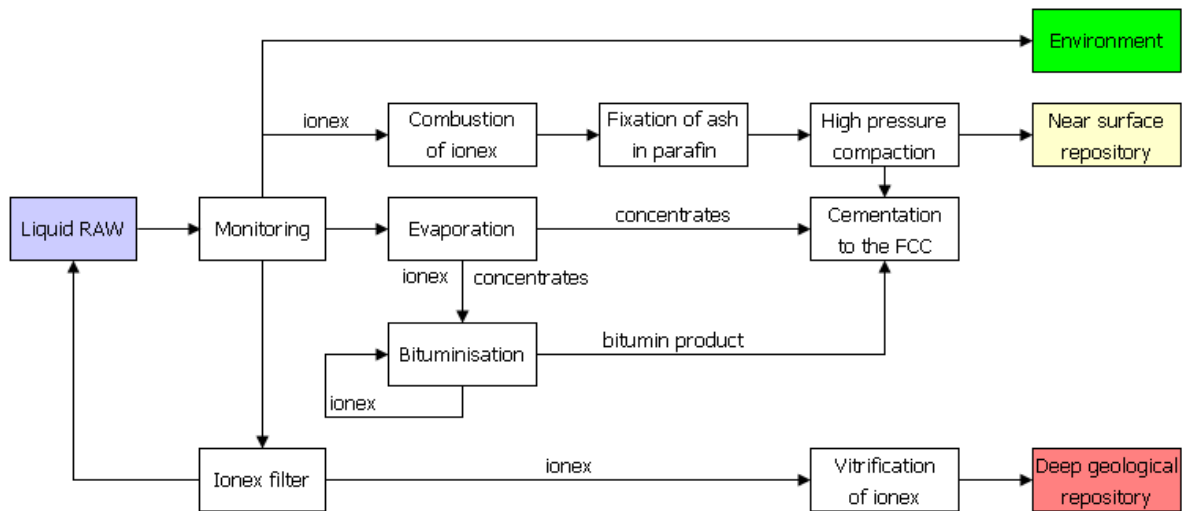 Environment
ionex
Combustion
of ionex
Fixation of ash
in parafin
High pressure
compaction
Near surface
repository
Liquid RAW
Monitoring
Evaporation
concentrates
Cementation
to the FCC
ionex
concentrates
Bituminisation
bitumin product
ionex
Ionex filter
ionex
Vitrification
of ionex
Deep geological
repository